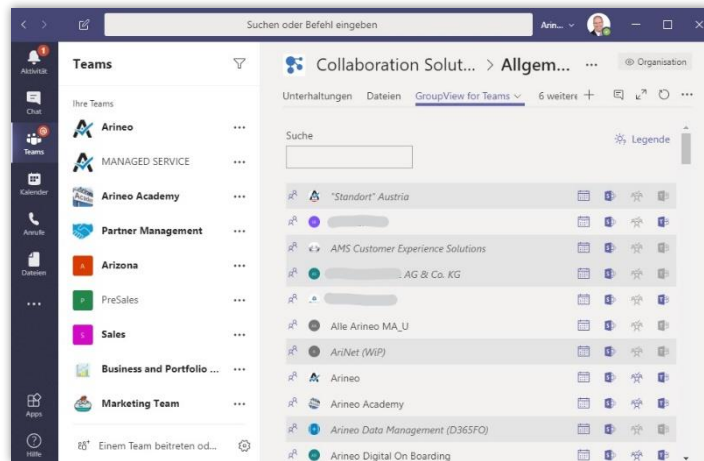 Suchen oder Befehl eingeben
Arin...
1
Aktivität
Chat
Teams
Kalender
Anrufe
Dateien
Apps
Hilfe
Teams
Ihre Teams
Arineo
MANAGED SERVICE
Arineo Academy
Partner Management
A
Arizona
P
PreSales
S
Sales
Business and Portfolio ...
Marketing Team
Einem Team beitreten od...
Collaboration Solut... > Allgem... ...
Organisation
Unterhaltungen Dateien GroupView for Teams 6 weitere +
Suche
Legende
"Standort" Austria
AMS Customer Experience Solutions
AG & Co. KG
Alle Arineo MA_U
AriNet (WiP)
Arineo
Arineo Academy
Arineo Data Management (D365FO)
Arineo Digital On Boarding